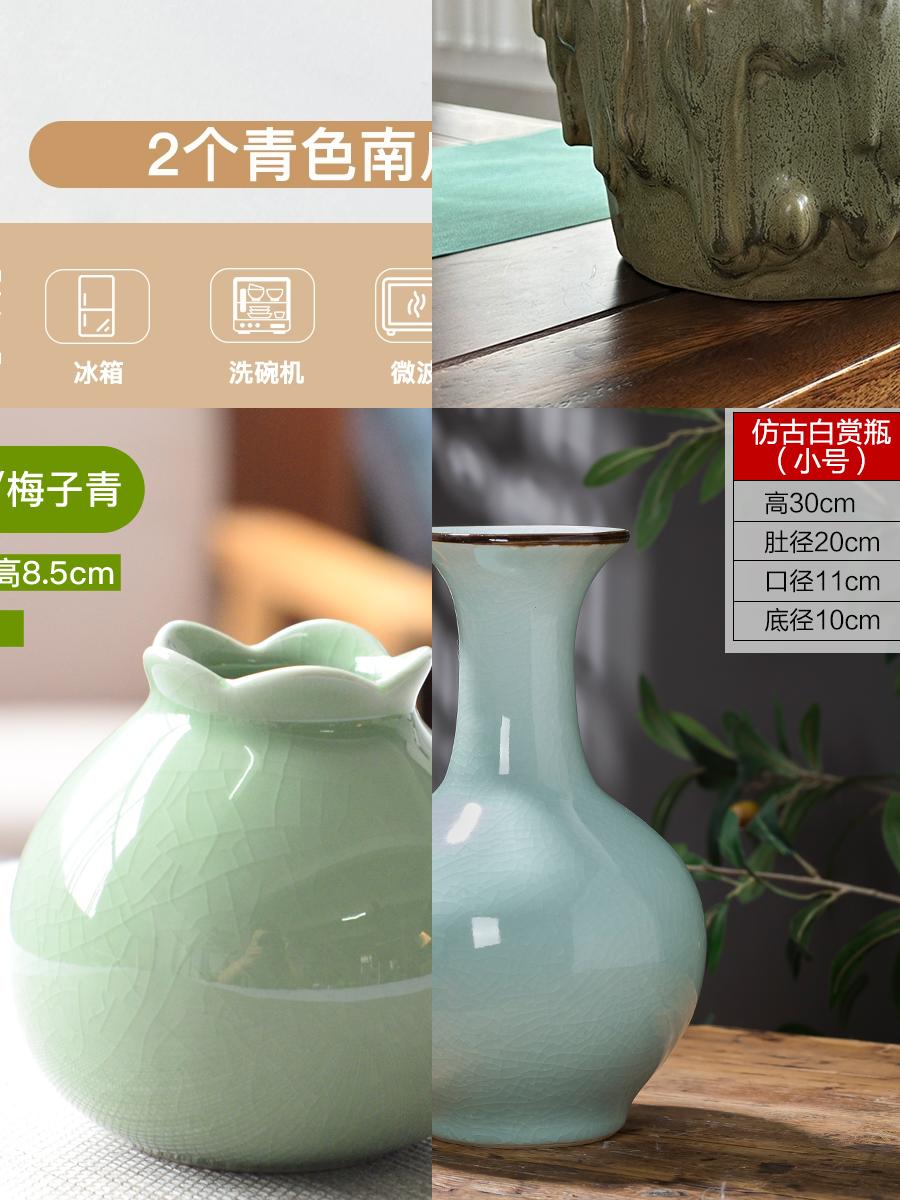 2个青色南
冰箱
洗碗机
微波
/梅子青
高8.5cm
仿古白赏瓶
（小号）
高30cm
肚径20cm
口径11cm
底径10cm